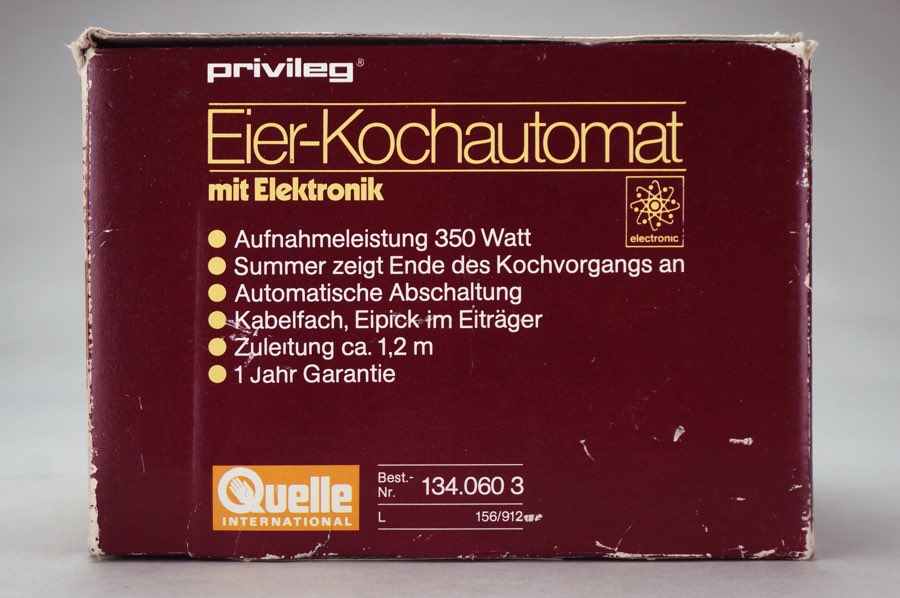 privileg®
Eier-Kochautomat
mit Elektronik
electronic
● Aufnahmeleistung 350 Watt
● Summer zeigt Ende des Kochvorgangs an
● Automatische Abschaltung
● Kabelfach, Eipick im Eiträger
● Zuleitung ca. 1,2 m
● 1 Jahr Garantie
Quelle
INTERNATIONAL
Best.-
Nr. 134.060 3
L 156/912